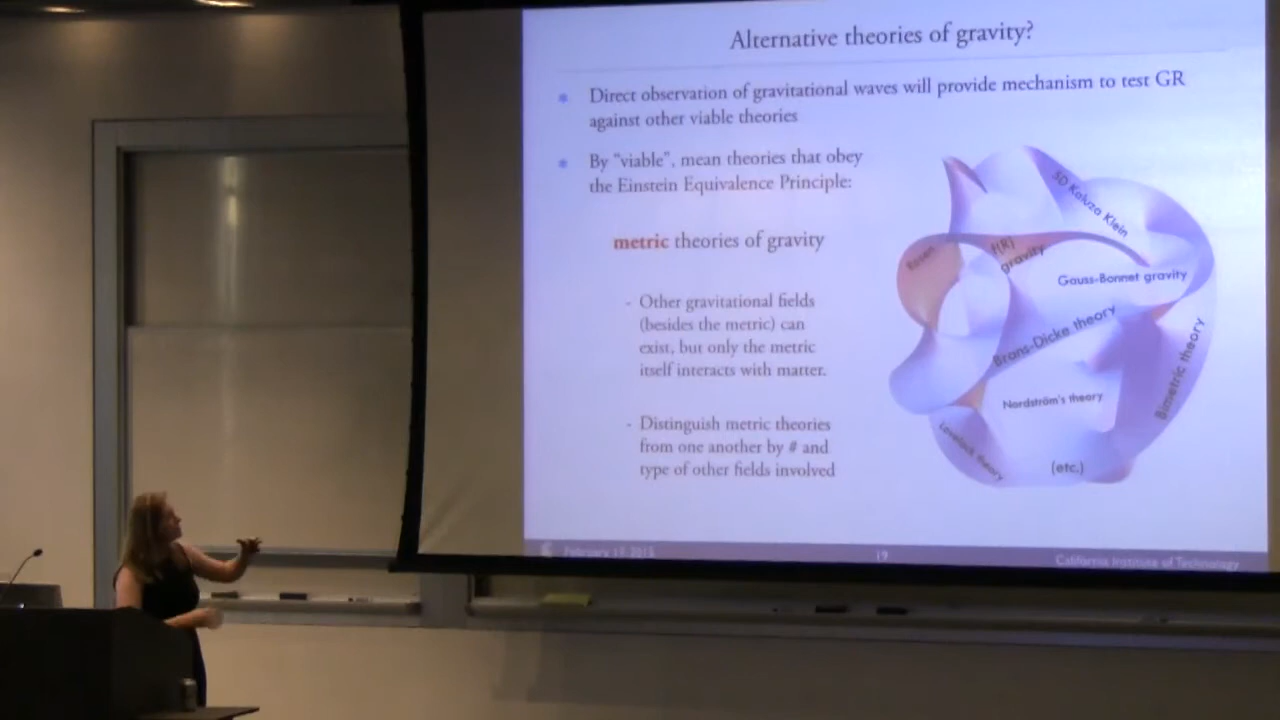 Alternative theories of gravity?
Direct observation of gravitational waves will provide mechanism to test GR
against other viable theories
By "viable", mean theories that obey
the Einstein Equivalence Principle:
metric theories of gravity
- Other gravitational fields
(besides the metric) can
exist, but only the metric
itself interacts with matter.
- Distinguish metric theories
from one another by # and
type of other fields involved
5D Kaluza Klein
f(R)
gravity
Gauss-Bonnet gravity
Brans-Dicke theory
Bimetric theory
Nordström's theory
Lovelock theory
(etc.)
February 17, 2015
19
California Institute of Technology